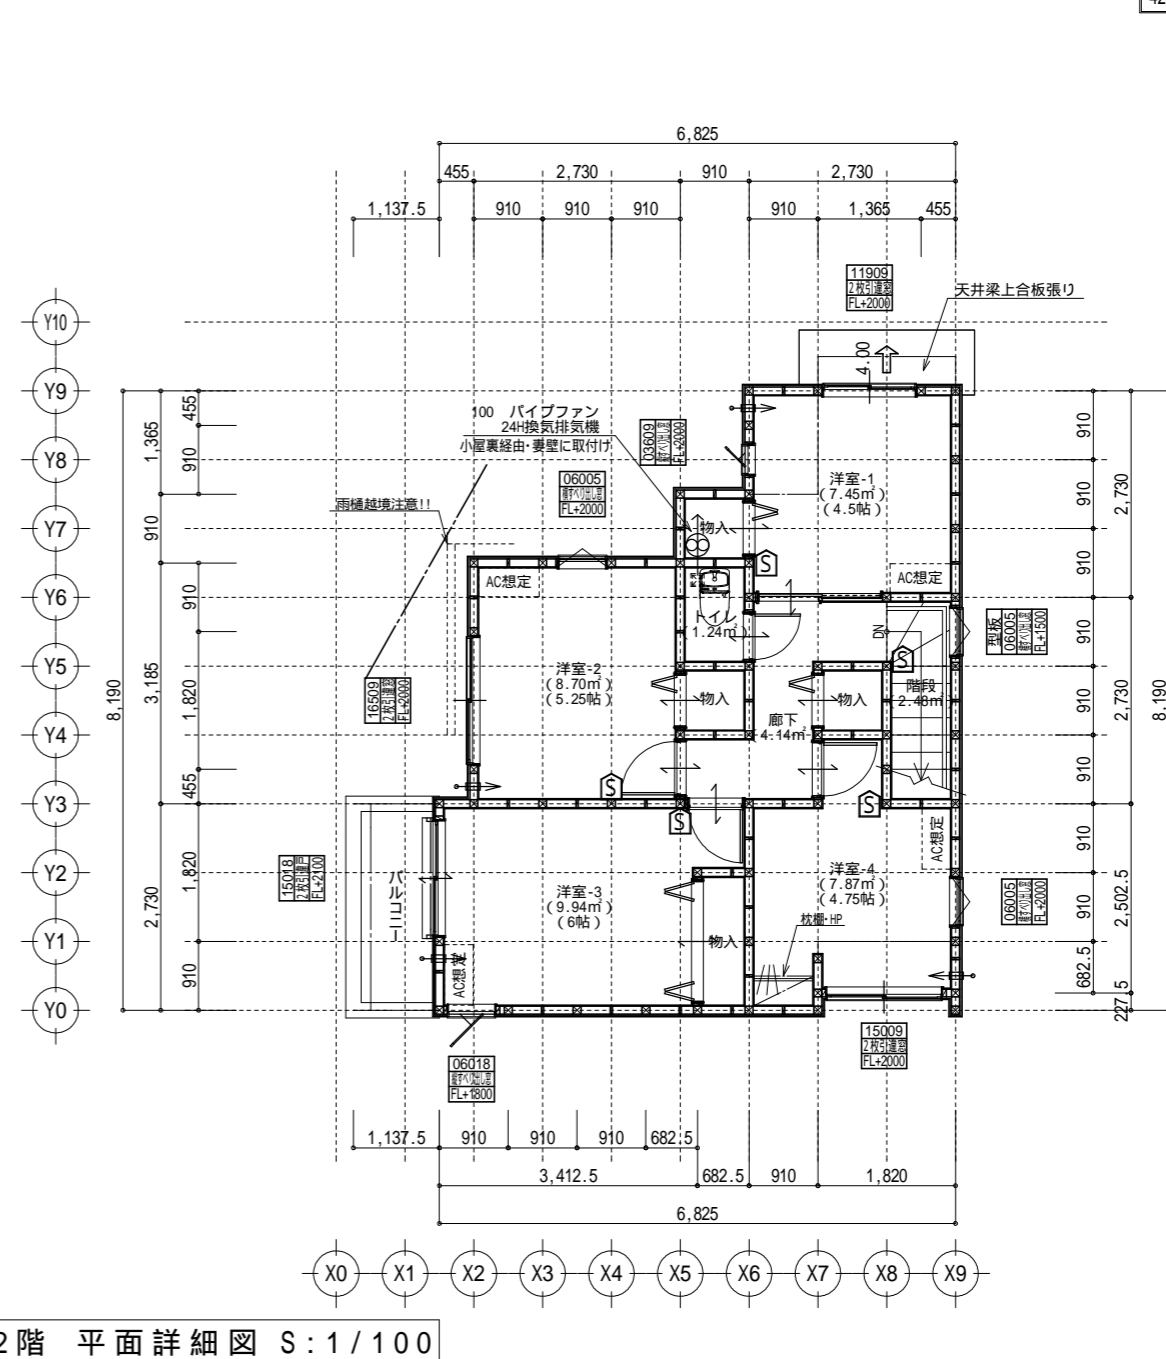 42
6,825
455
2,730
910
2,730
1,137.5
910
910
910
910
1,365
455
11909
2枚引違窓
FL+2000
天井梁上合板張り
Y10
Y9
Y8
Y7
Y6
Y5
Y4
Y3
Y2
Y1
Y0
8,190
1,365
910
3,185
2,730
455
910
910
1,820
455
1,820
910
4.00
100 パイプファン
24H換気排気機
小屋裏経由・妻壁に取付け
03609
FL+2000
06005
FL+2000
雨樋越境注意!!
洋室-1
(7.45㎡)
(4.5帖)
物入
S
AC想定
AC想定
トイレ
(1.24㎡)
DN
型板
06005
FL+1500
S
階段
(2.48㎡)
洋室-2
(8.70㎡)
(5.25帖)
16509
2枚引違窓
FL+2000
物入
物入
廊下
4.14㎡
S
S
S
15018
2枚引違戸
FL+2100
バルコニー
洋室-3
(9.94㎡)
(6帖)
物入
AC想定
洋室-4
(7.87㎡)
(4.75帖)
枕棚・HP
AC想定
06005
FL+2000
06018
FL+1800
15009
2枚引違窓
FL+2000
910
910
910
910
910
910
910
910
682.5
2,730
2,730
2,502.5
227.5
8,190
1,137.5
910
910
910
682.5
3,412.5
682.5
910
1,820
6,825
X0
X1
X2
X3
X4
X5
X6
X7
X8
X9
2階 平面詳細図 S:1/100